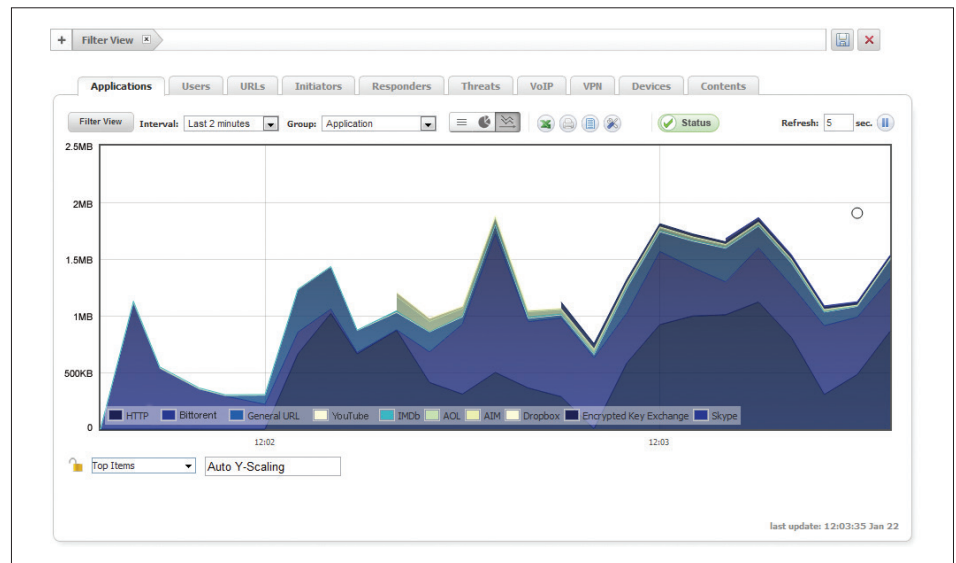 + Filter View
Applications Users URLs Initiators Responders Threats VoIP VPN Devices Contents
Filter View Interval: Last 2 minutes Group: Application Status Refresh: 5 sec.
2.5MB
2MB
1.5MB
1MB
500KB
0
HTTP Bittorent General URL YouTube IMDb AOL AIM Dropbox Encrypted Key Exchange Skype
12:02 12:03
Top Items Auto Y-Scaling
last update: 12:03:35 Jan 22